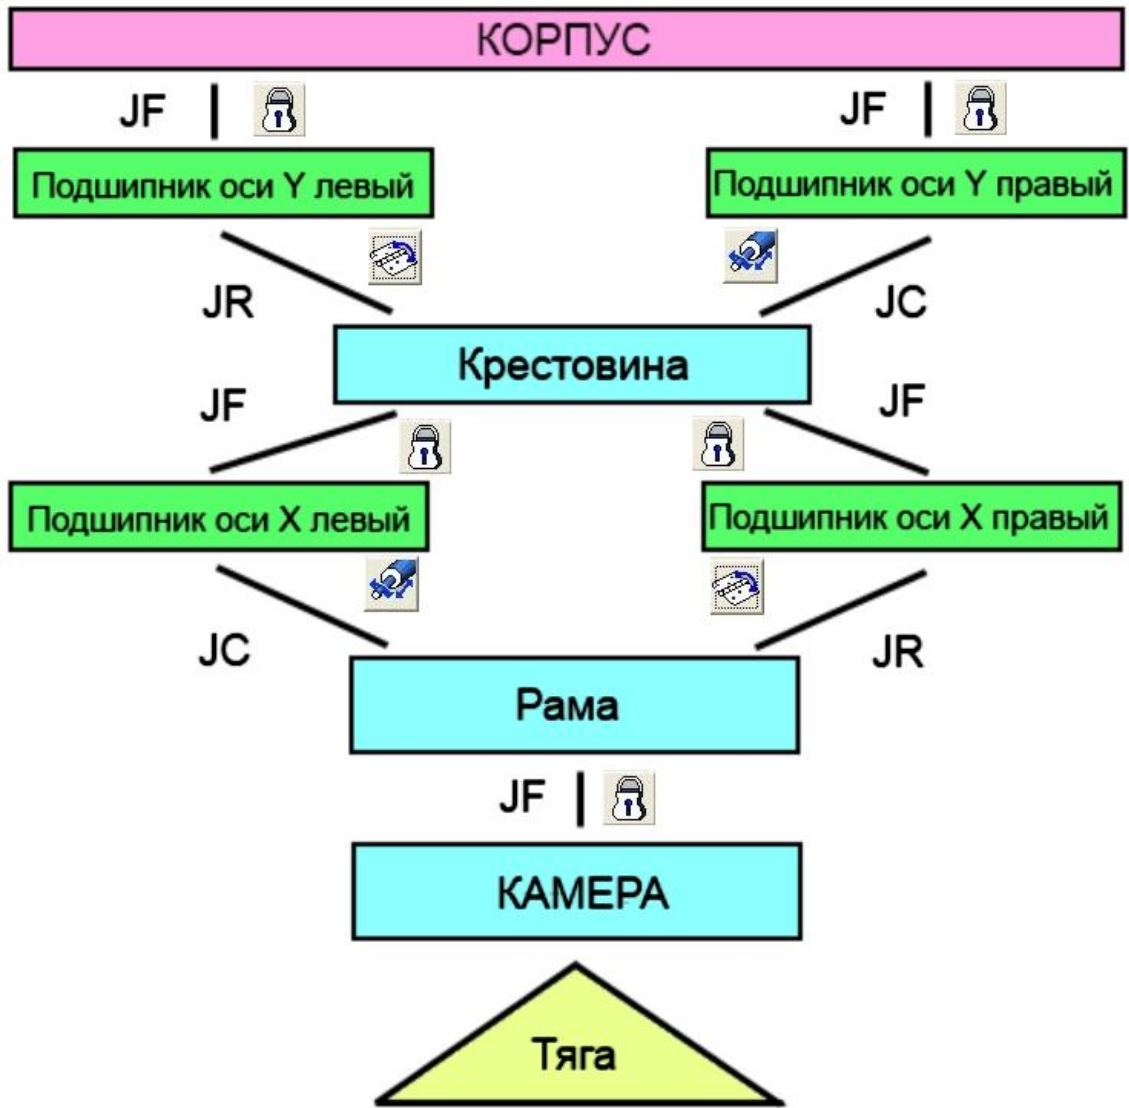 КОРПУС
JF
JF
Подшипник оси Y левый
Подшипник оси Y правый
JR
JC
Крестовина
JF
JF
Подшипник оси X левый
Подшипник оси X правый
JC
JR
Рама
JF
КАМЕРА
Тяга